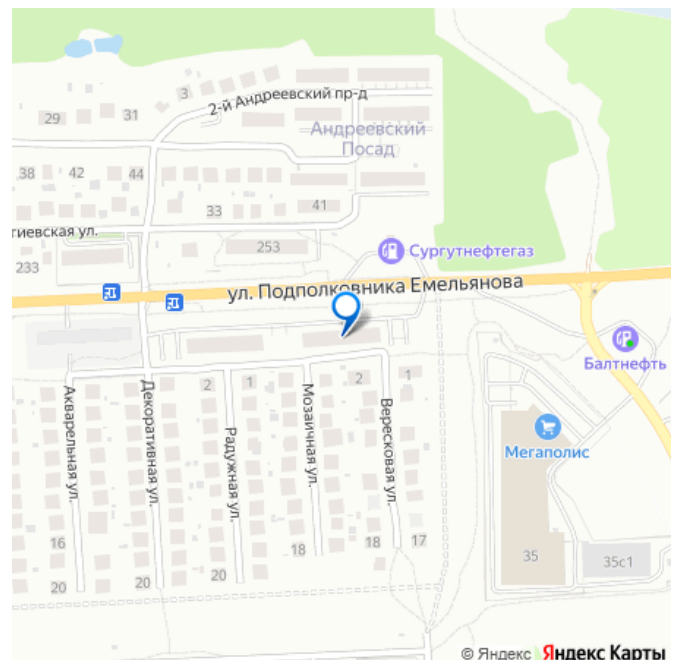 3
2-й Андреевский пр-д
29
31
Андреевский
Посад
38
42
44
33
41
гиевская ул.
253
Сургутнефтегаз
233
ул. Подполковника Емельянова
Балтнефть
2
1
2
1
Акварельная ул.
Декоративная ул.
Радужная ул.
Мозаичная ул.
Вересковая ул.
Мегаполис
16
18
18
17
35
35с1
20
20
20
© Яндекс Яндекс Карты